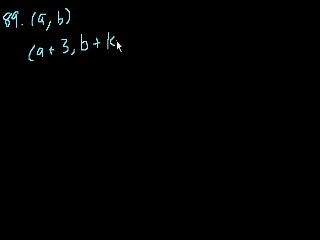 89. (a, b)
(a + 3, b + k